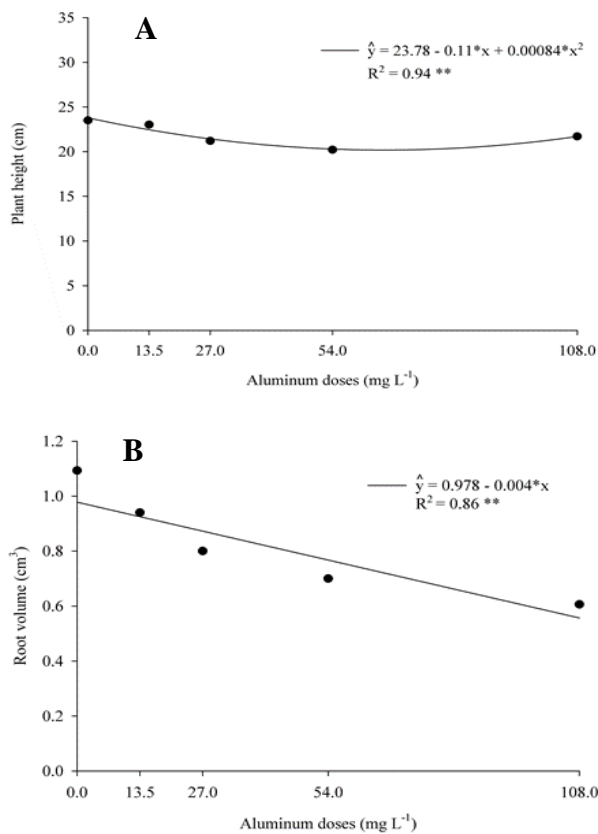 A
35
ŷ = 23.78 - 0.11*x + 0.00084*x²
R² = 0.94 **
30
25
20
15
10
5
0
Plant height (cm)
0.0 13.5 27.0 54.0 108.0
Aluminum doses (mg L⁻¹)
B
1.2
ŷ = 0.978 - 0.004*x
R² = 0.86 **
1.0
0.8
0.6
0.4
0.2
0.0
Root volume (cm³)
0.0 13.5 27.0 54.0 108.0
Aluminum doses (mg L⁻¹)